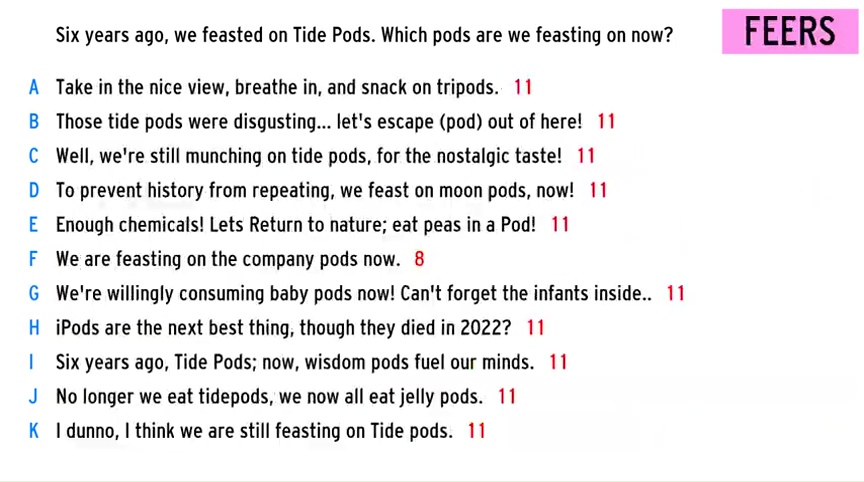 Six years ago, we feasted on Tide Pods. Which pods are we feasting on now?
FEERS
A Take in the nice view, breathe in, and snack on tripods. 11
B Those tide pods were disgusting... let's escape (pod) out of here! 11
C Well, we're still munching on tide pods, for the nostalgic taste! 11
D To prevent history from repeating, we feast on moon pods, now! 11
E Enough chemicals! Lets Return to nature; eat peas in a Pod! 11
F We are feasting on the company pods now. 8
G We're willingly consuming baby pods now! Can't forget the infants inside.. 11
H iPods are the next best thing, though they died in 2022? 11
I Six years ago, Tide Pods; now, wisdom pods fuel our minds. 11
J No longer we eat tidepods, we now all eat jelly pods. 11
K I dunno, I think we are still feasting on Tide pods. 11